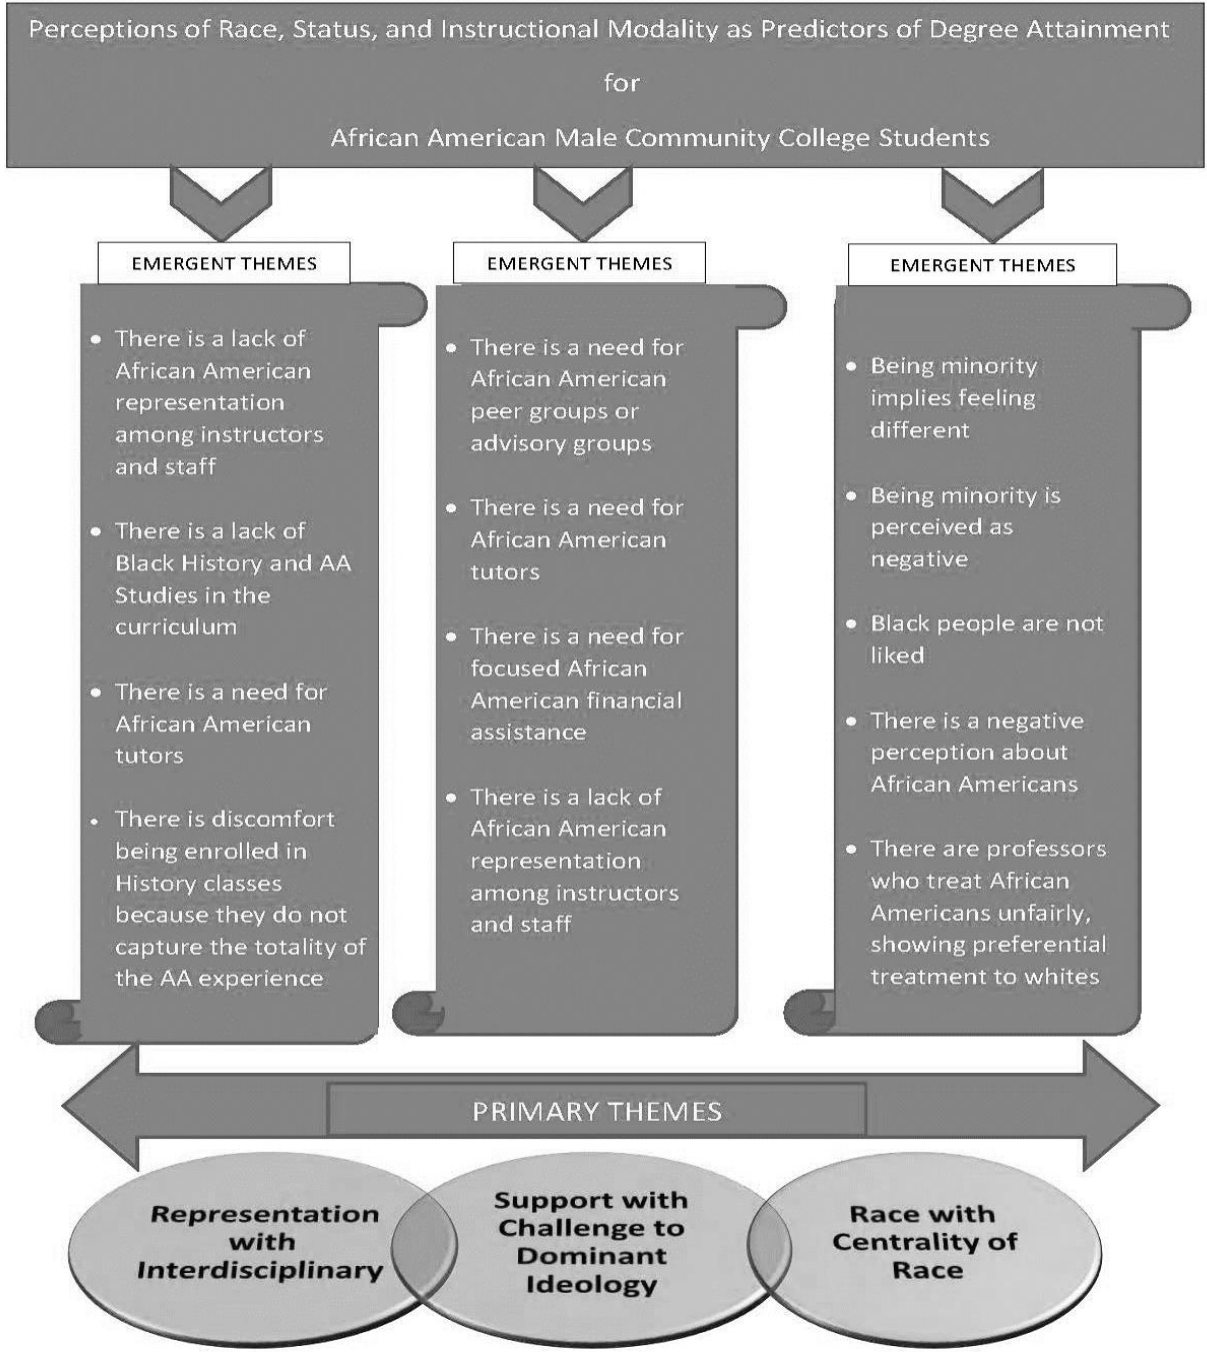 Perceptions of Race, Status, and Instructional Modality as Predictors of Degree Attainment
for
African American Male Community College Students
EMERGENT THEMES
• There is a lack of
African American
representation
among instructors
and staff
• There is a lack of
Black History and AA
Studies in the
curriculum
• There is a need for
African American
tutors
• There is discomfort
being enrolled in
History classes
because they do not
capture the totality of
the AA experience
EMERGENT THEMES
• There is a need for
African American
peer groups or
advisory groups
• There is a need for
African American
tutors
• There is a need for
focused African
American financial
assistance
• There is a lack of
African American
representation
among instructors
and staff
EMERGENT THEMES
• Being minority
implies feeling
different
• Being minority is
perceived as
negative
• Black people are not
liked
• There is a negative
perception about
African Americans
• There are professors
who treat African
Americans unfairly,
showing preferential
treatment to whites
PRIMARY THEMES
Representation
with
Interdisciplinary
Support with
Challenge to
Dominant
Ideology
Race with
Centrality of
Race